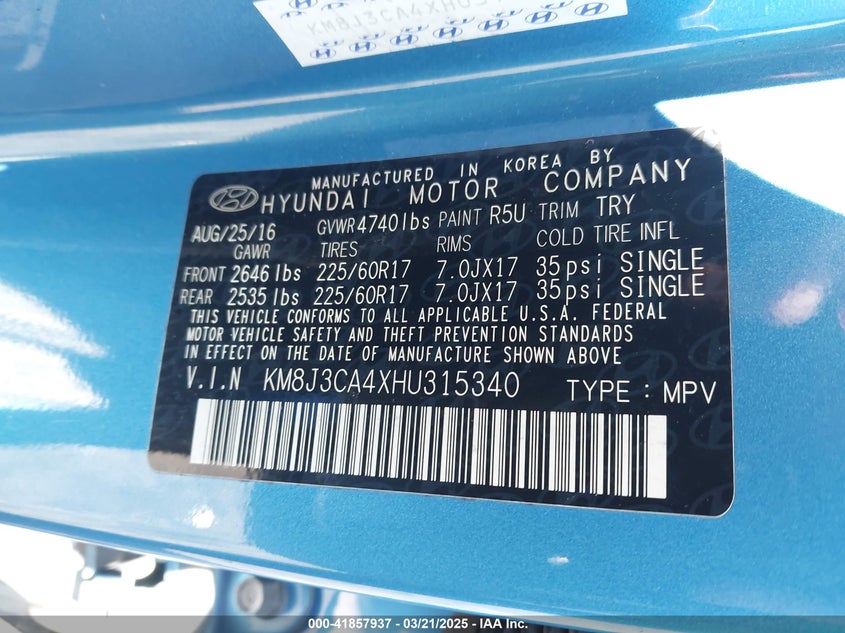 KM8J3CA4XHU3
MANUFACTURED IN KOREA BY
HYUNDAI MOTOR COMPANY
AUG/25/16 GVWR 4740lbs PAINT R5U TRIM TRY
GAWR TIRES RIMS COLD TIRE INFL
FRONT 2646 lbs 225/60R17 7.0JX17 35psi SINGLE
REAR 2535 lbs 225/60R17 7.0JX17 35psi SINGLE
THIS VEHICLE CONFORMS TO ALL APPLICABLE U.S.A. FEDERAL
MOTOR VEHICLE SAFETY AND THEFT PREVENTION STANDARDS
IN EFFECT ON THE DATE OF MANUFACTURE SHOWN ABOVE
V.I.N KM8J3CA4XHU315340 TYPE : MPV
000-41857937 - 03/21/2025 - IAA Inc.